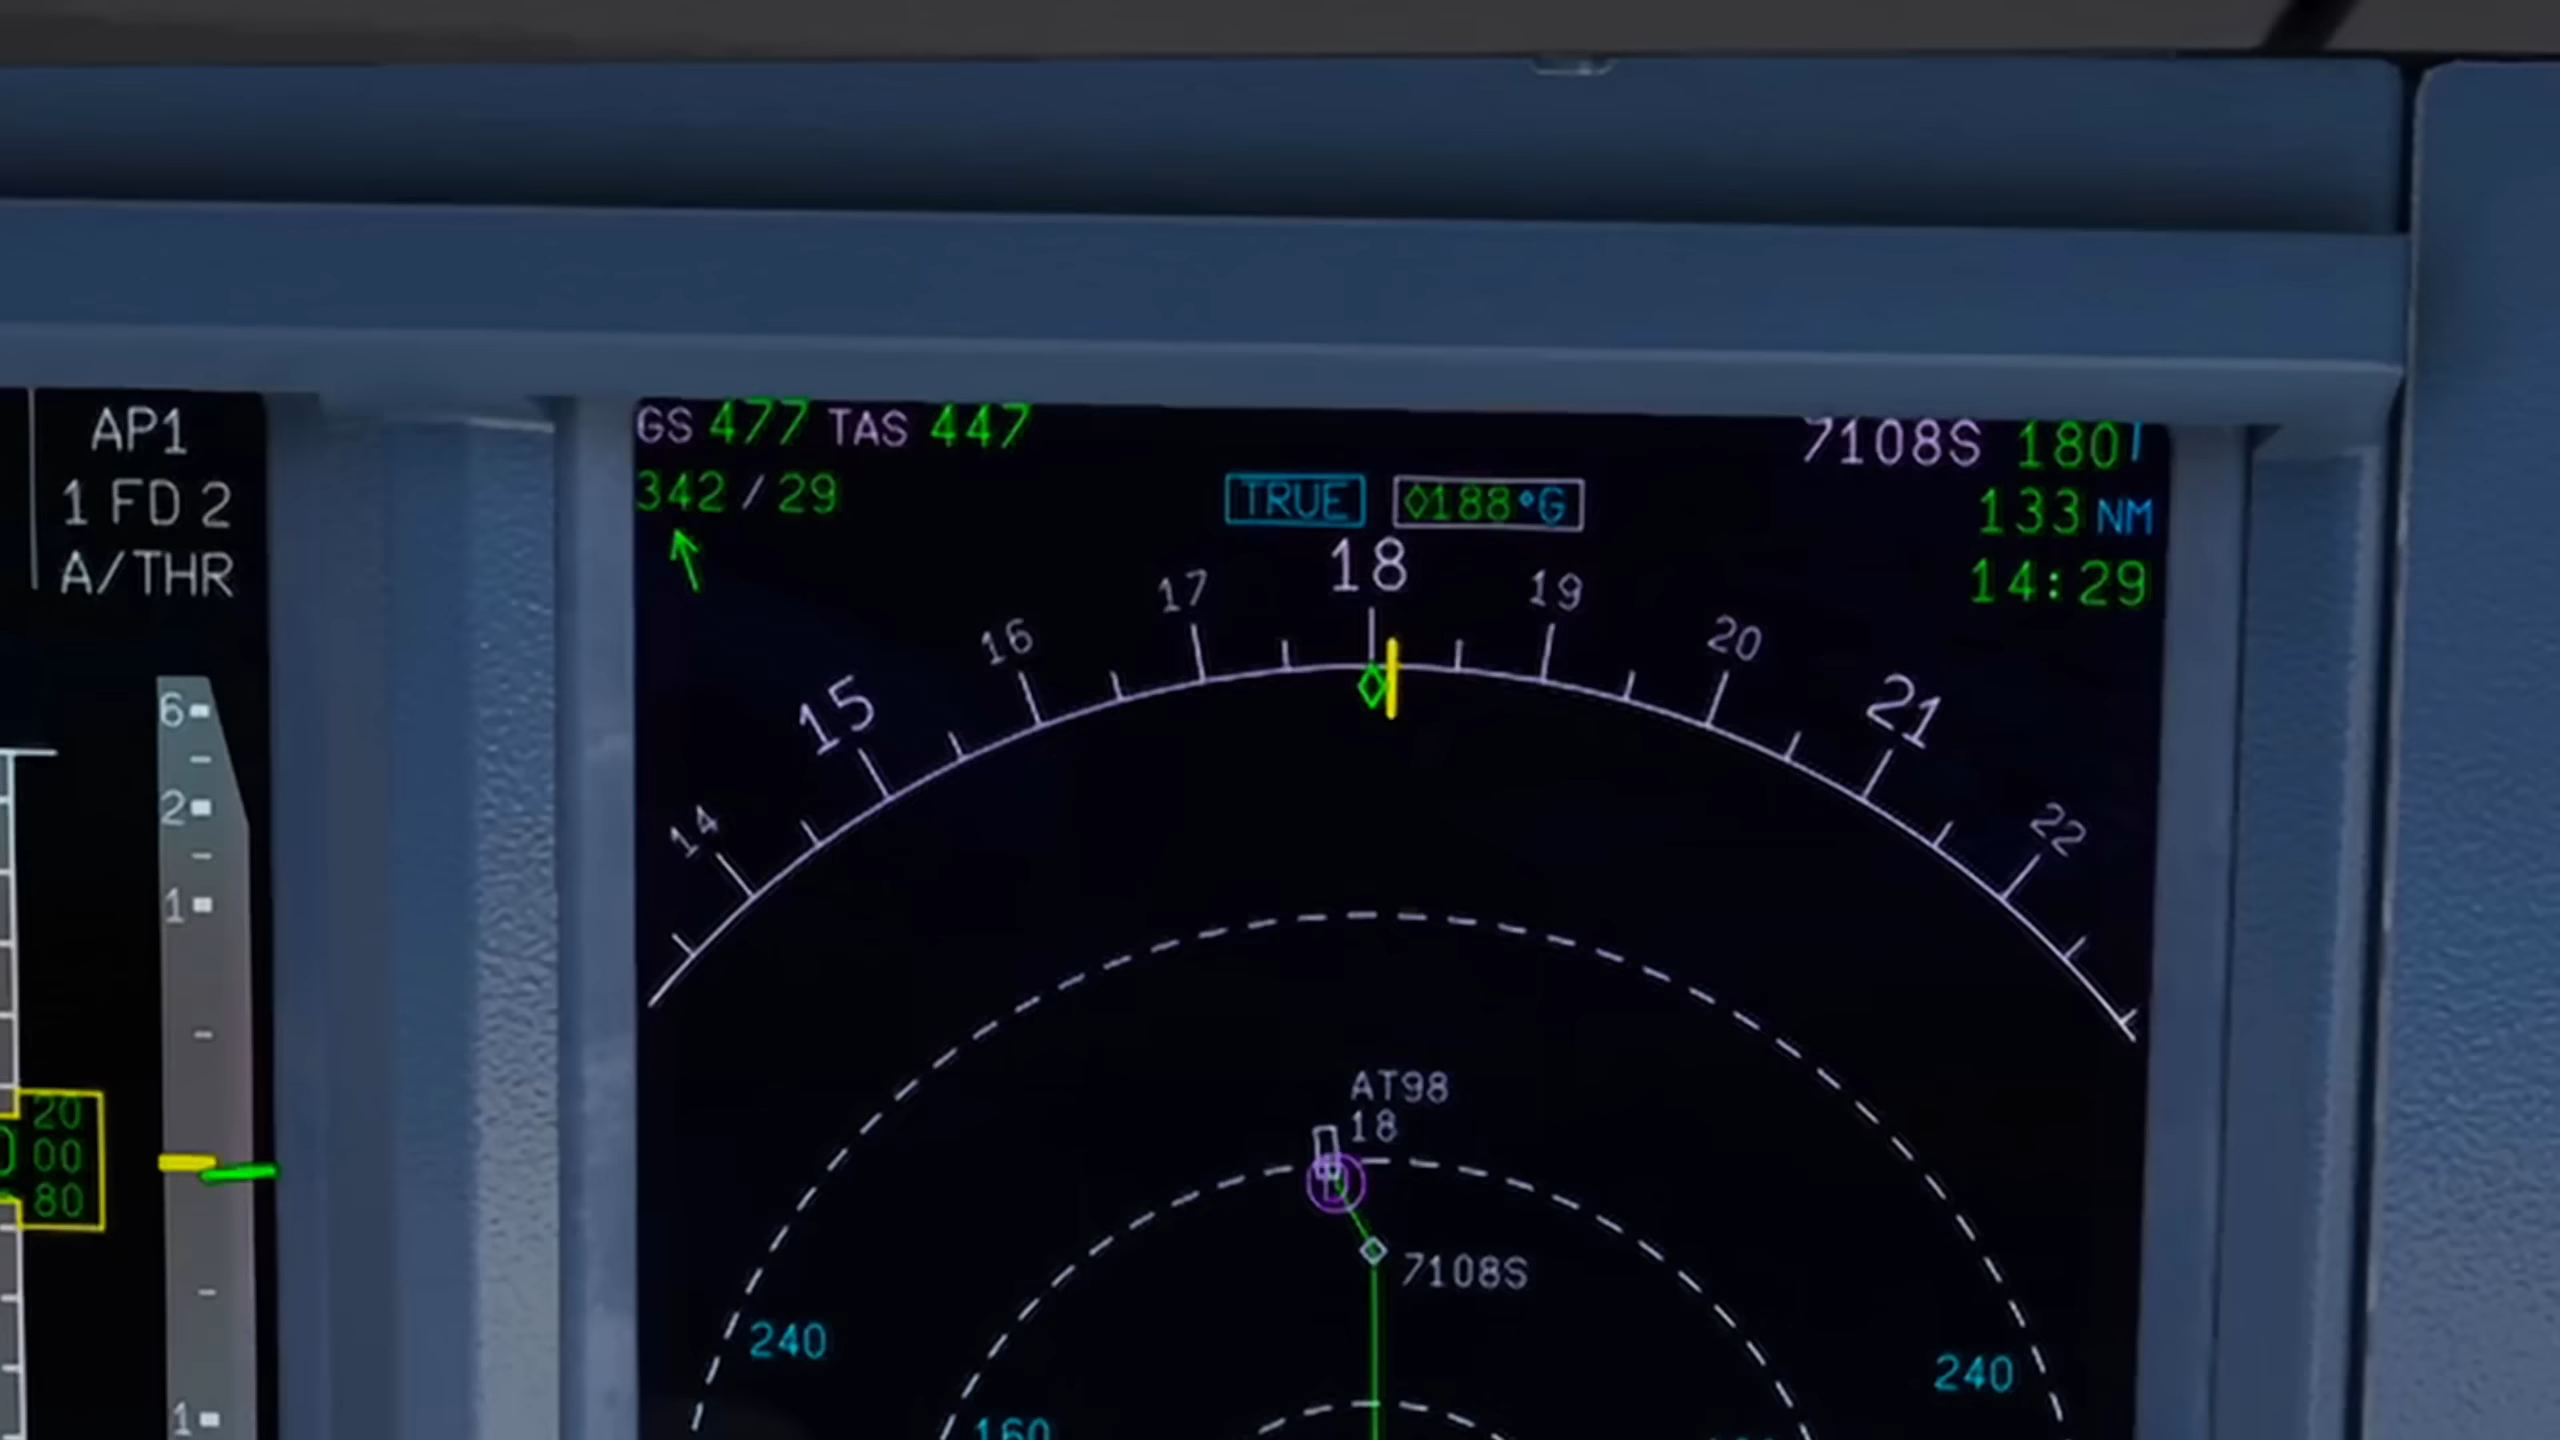 AP1
1 FD 2
A/THR
6
2
1
20
00
80
1
GS 477 TAS 447
342 / 29
TRUE ◊188°G
7108S 180T
133 NM
14:29
14 15 16 17 18 19 20 21 22
AT98
18
7108S
240 240
160